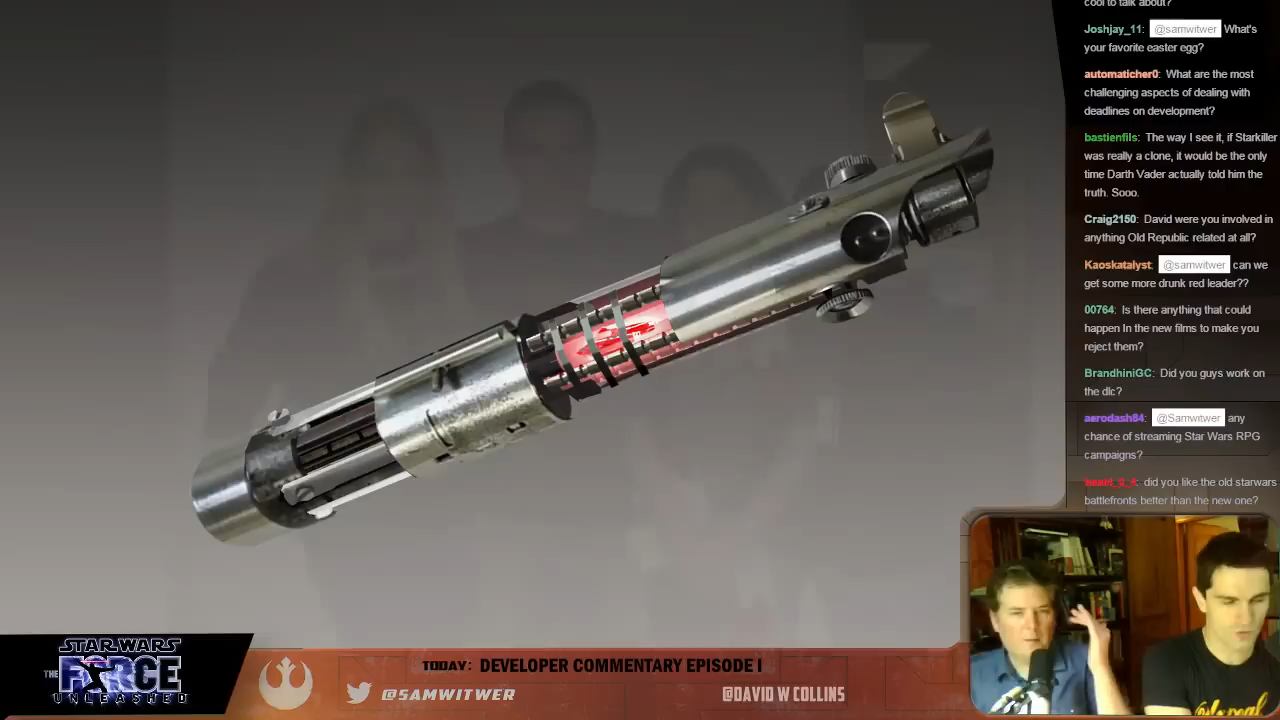 cool to talk about?
Joshjay_11: @samwitwer What's
your favorite easter egg?
automaticher0: What are the most
challenging aspects of dealing with
deadlines on development?
bastienfils: The way I see it, if Starkiller
was really a clone, it would be the only
time Darth Vader actually told him the
truth. Sooo.
Craig2150: David were you involved in
anything Old Republic related at all?
Kaoskatalyst: @samwitwer can we
get some more drunk red leader??
00764: Is there anything that could
happen In the new films to make you
reject them?
BrandhiniGC: Did you guys work on
the dlc?
aerodash84: @Samwitwer any
chance of streaming Star Wars RPG
campaigns?
did you like the old starwars
battlefronts better than the new one?
STAR WARS
THE FORCE
UNLEASHED
TODAY: DEVELOPER COMMENTARY EPISODE I
@SAMWITWER
@DAVID W COLLINS